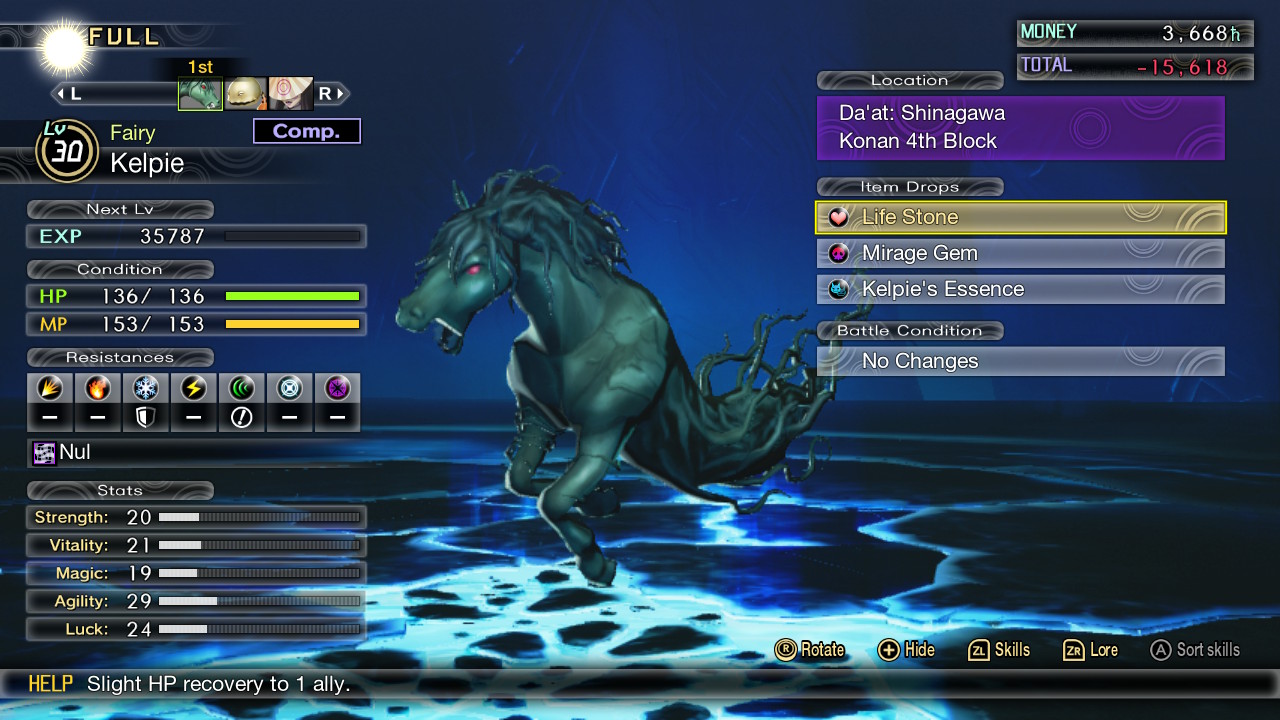 FULL
MONEY 3,668
TOTAL -15,618
1st
L R
Lv 30
Fairy
Kelpie
Comp.
Location
Da'at: Shinagawa
Konan 4th Block
Item Drops
Life Stone
Mirage Gem
Kelpie's Essence
Battle Condition
No Changes
Next Lv
EXP 35787
Condition
HP 136/ 136
MP 153/ 153
Resistances
Nul
Stats
Strength: 20
Vitality: 21
Magic: 19
Agility: 29
Luck: 24
R Rotate + Hide ZL Skills ZR Lore A Sort skills
HELP Slight HP recovery to 1 ally.